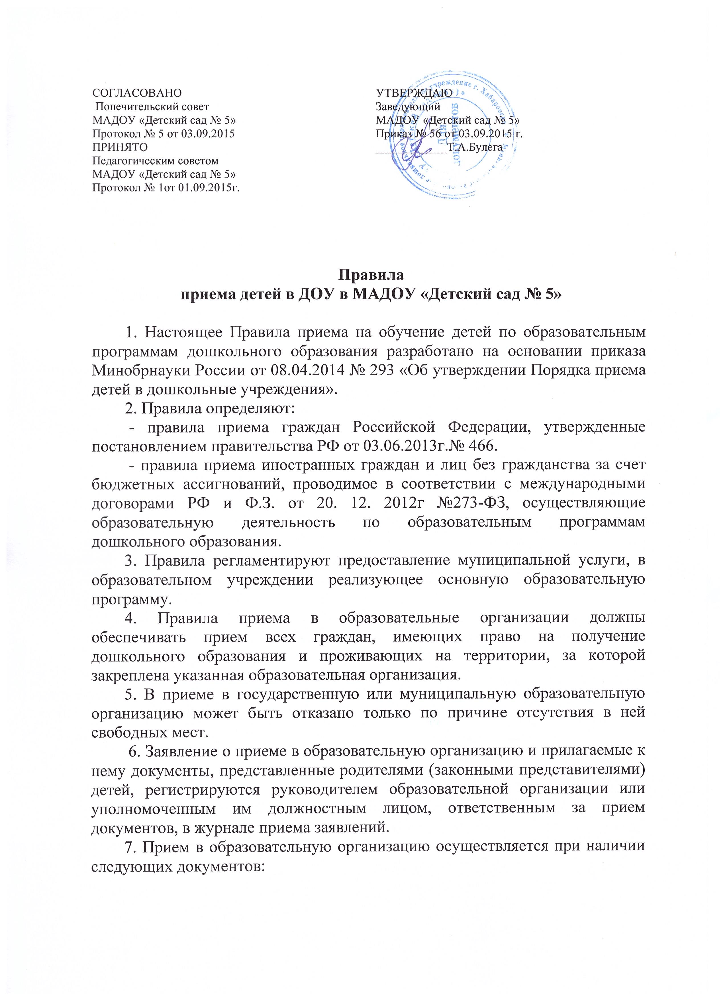 СОГЛАСОВАНО
Попечительский совет
МАДОУ «Детский сад № 5»
Протокол № 5 от 03.09.2015
ПРИНЯТО
Педагогическим советом
МАДОУ «Детский сад № 5»
Протокол № 1от 01.09.2015г.
УТВЕРЖДАЮ
Заведующий
МАДОУ «Детский сад № 5»
Приказ № 56 от 03.09.2015 г.
____________Т.А.Булега
учреждение г. Хабаровска
Для
документов
Правила
приема детей в ДОУ в МАДОУ «Детский сад № 5»
1. Настоящее Правила приема на обучение детей по образовательным
программам дошкольного образования разработано на основании приказа
Минобрнауки России от 08.04.2014 № 293 «Об утверждении Порядка приема
детей в дошкольные учреждения».
2. Правила определяют:
- правила приема граждан Российской Федерации, утвержденные
постановлением правительства РФ от 03.06.2013г.№ 466.
- правила приема иностранных граждан и лиц без гражданства за счет
бюджетных ассигнований, проводимое в соответствии с международными
договорами РФ и Ф.З. от 20. 12. 2012г №273-ФЗ, осуществляющие
образовательную деятельность по образовательным программам
дошкольного образования.
3. Правила регламентируют предоставление муниципальной услуги, в
образовательном учреждении реализующее основную образовательную
программу.
4. Правила приема в образовательные организации должны
обеспечивать прием всех граждан, имеющих право на получение
дошкольного образования и проживающих на территории, за которой
закреплена указанная образовательная организация.
5. В приеме в государственную или муниципальную образовательную
организацию может быть отказано только по причине отсутствия в ней
свободных мест.
6. Заявление о приеме в образовательную организацию и прилагаемые к
нему документы, представленные родителями (законными представителями)
детей, регистрируются руководителем образовательной организации или
уполномоченным им должностным лицом, ответственным за прием
документов, в журнале приема заявлений.
7. Прием в образовательную организацию осуществляется при наличии
следующих документов: